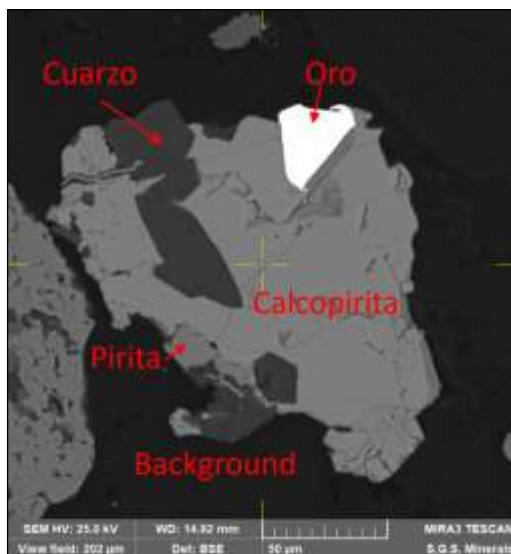 Cuarzo
Oro
Calcopirita
Pirita
Background
SEM HV: 25.0 kV WD: 14.92 mm MIRA3 TESCAN
View field: 202 µm Det: BSE 50 µm S.G.S. Minerals